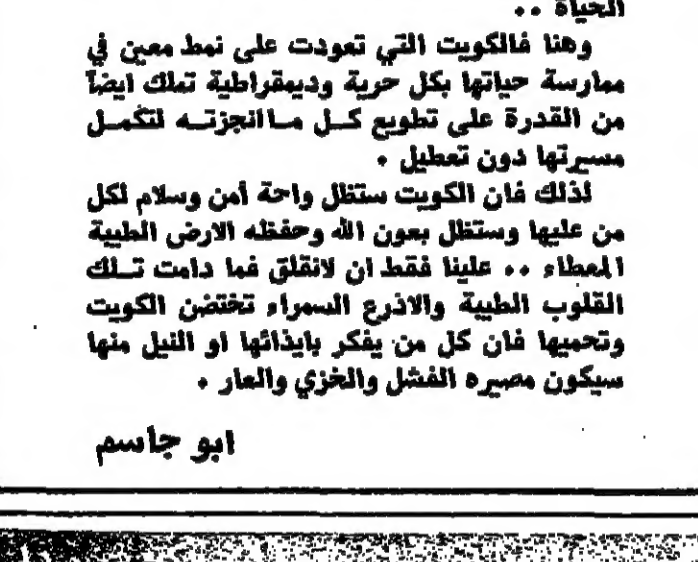 الحياة ..
وهنا فالكويت التي تعودت على نمط معين في
ممارسة حياتها بكل حرية وديمقراطية تملك ايضاً
من القدرة على تطويع كل ماانجزته لتكمل
مسيرتها دون تعطيل .
لذلك فان الكويت ستظل واحة أمن وسلام لكل
من عليها وستظل بعون الله وحفظه الارض الطيبة
المعطاء .. علينا فقط ان لانقلق فما دامت تلك
القلوب الطيبة والاذرع السمراء تختضن الكويت
وتحميها فان كل من يفكر بايذائها او النيل منها
سيكون مصيره الفشل والخزي والعار .
ابو جاسم